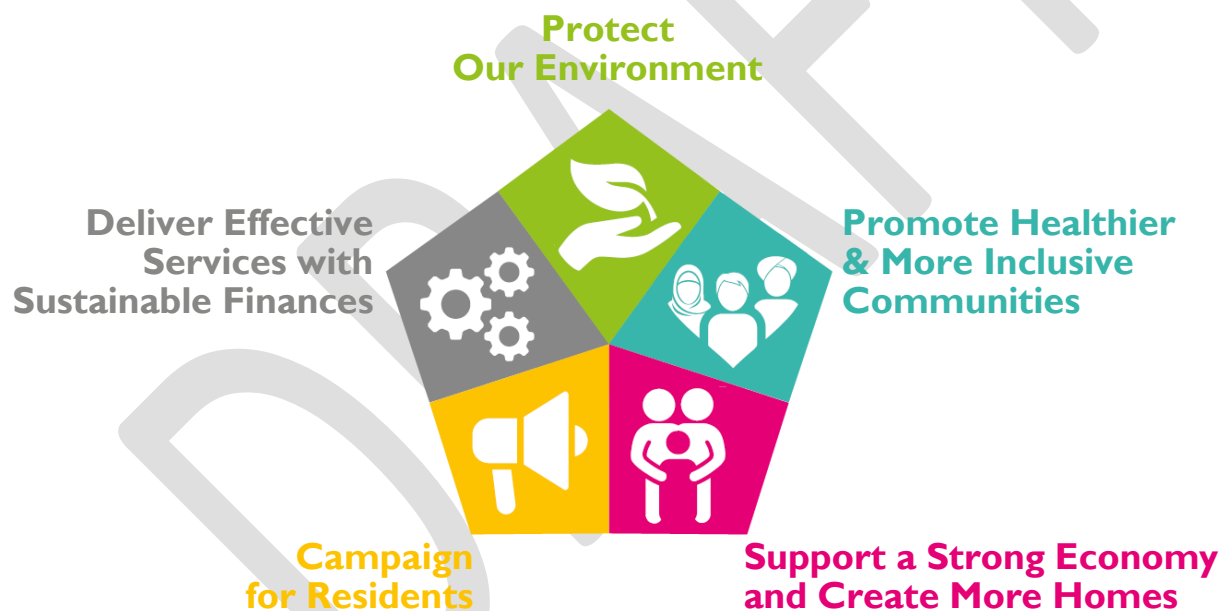 Protect
Our Environment
Deliver Effective
Services with
Sustainable Finances
Promote Healthier
& More Inclusive
Communities
Campaign
for Residents
Support a Strong Economy
and Create More Homes
DRAFT